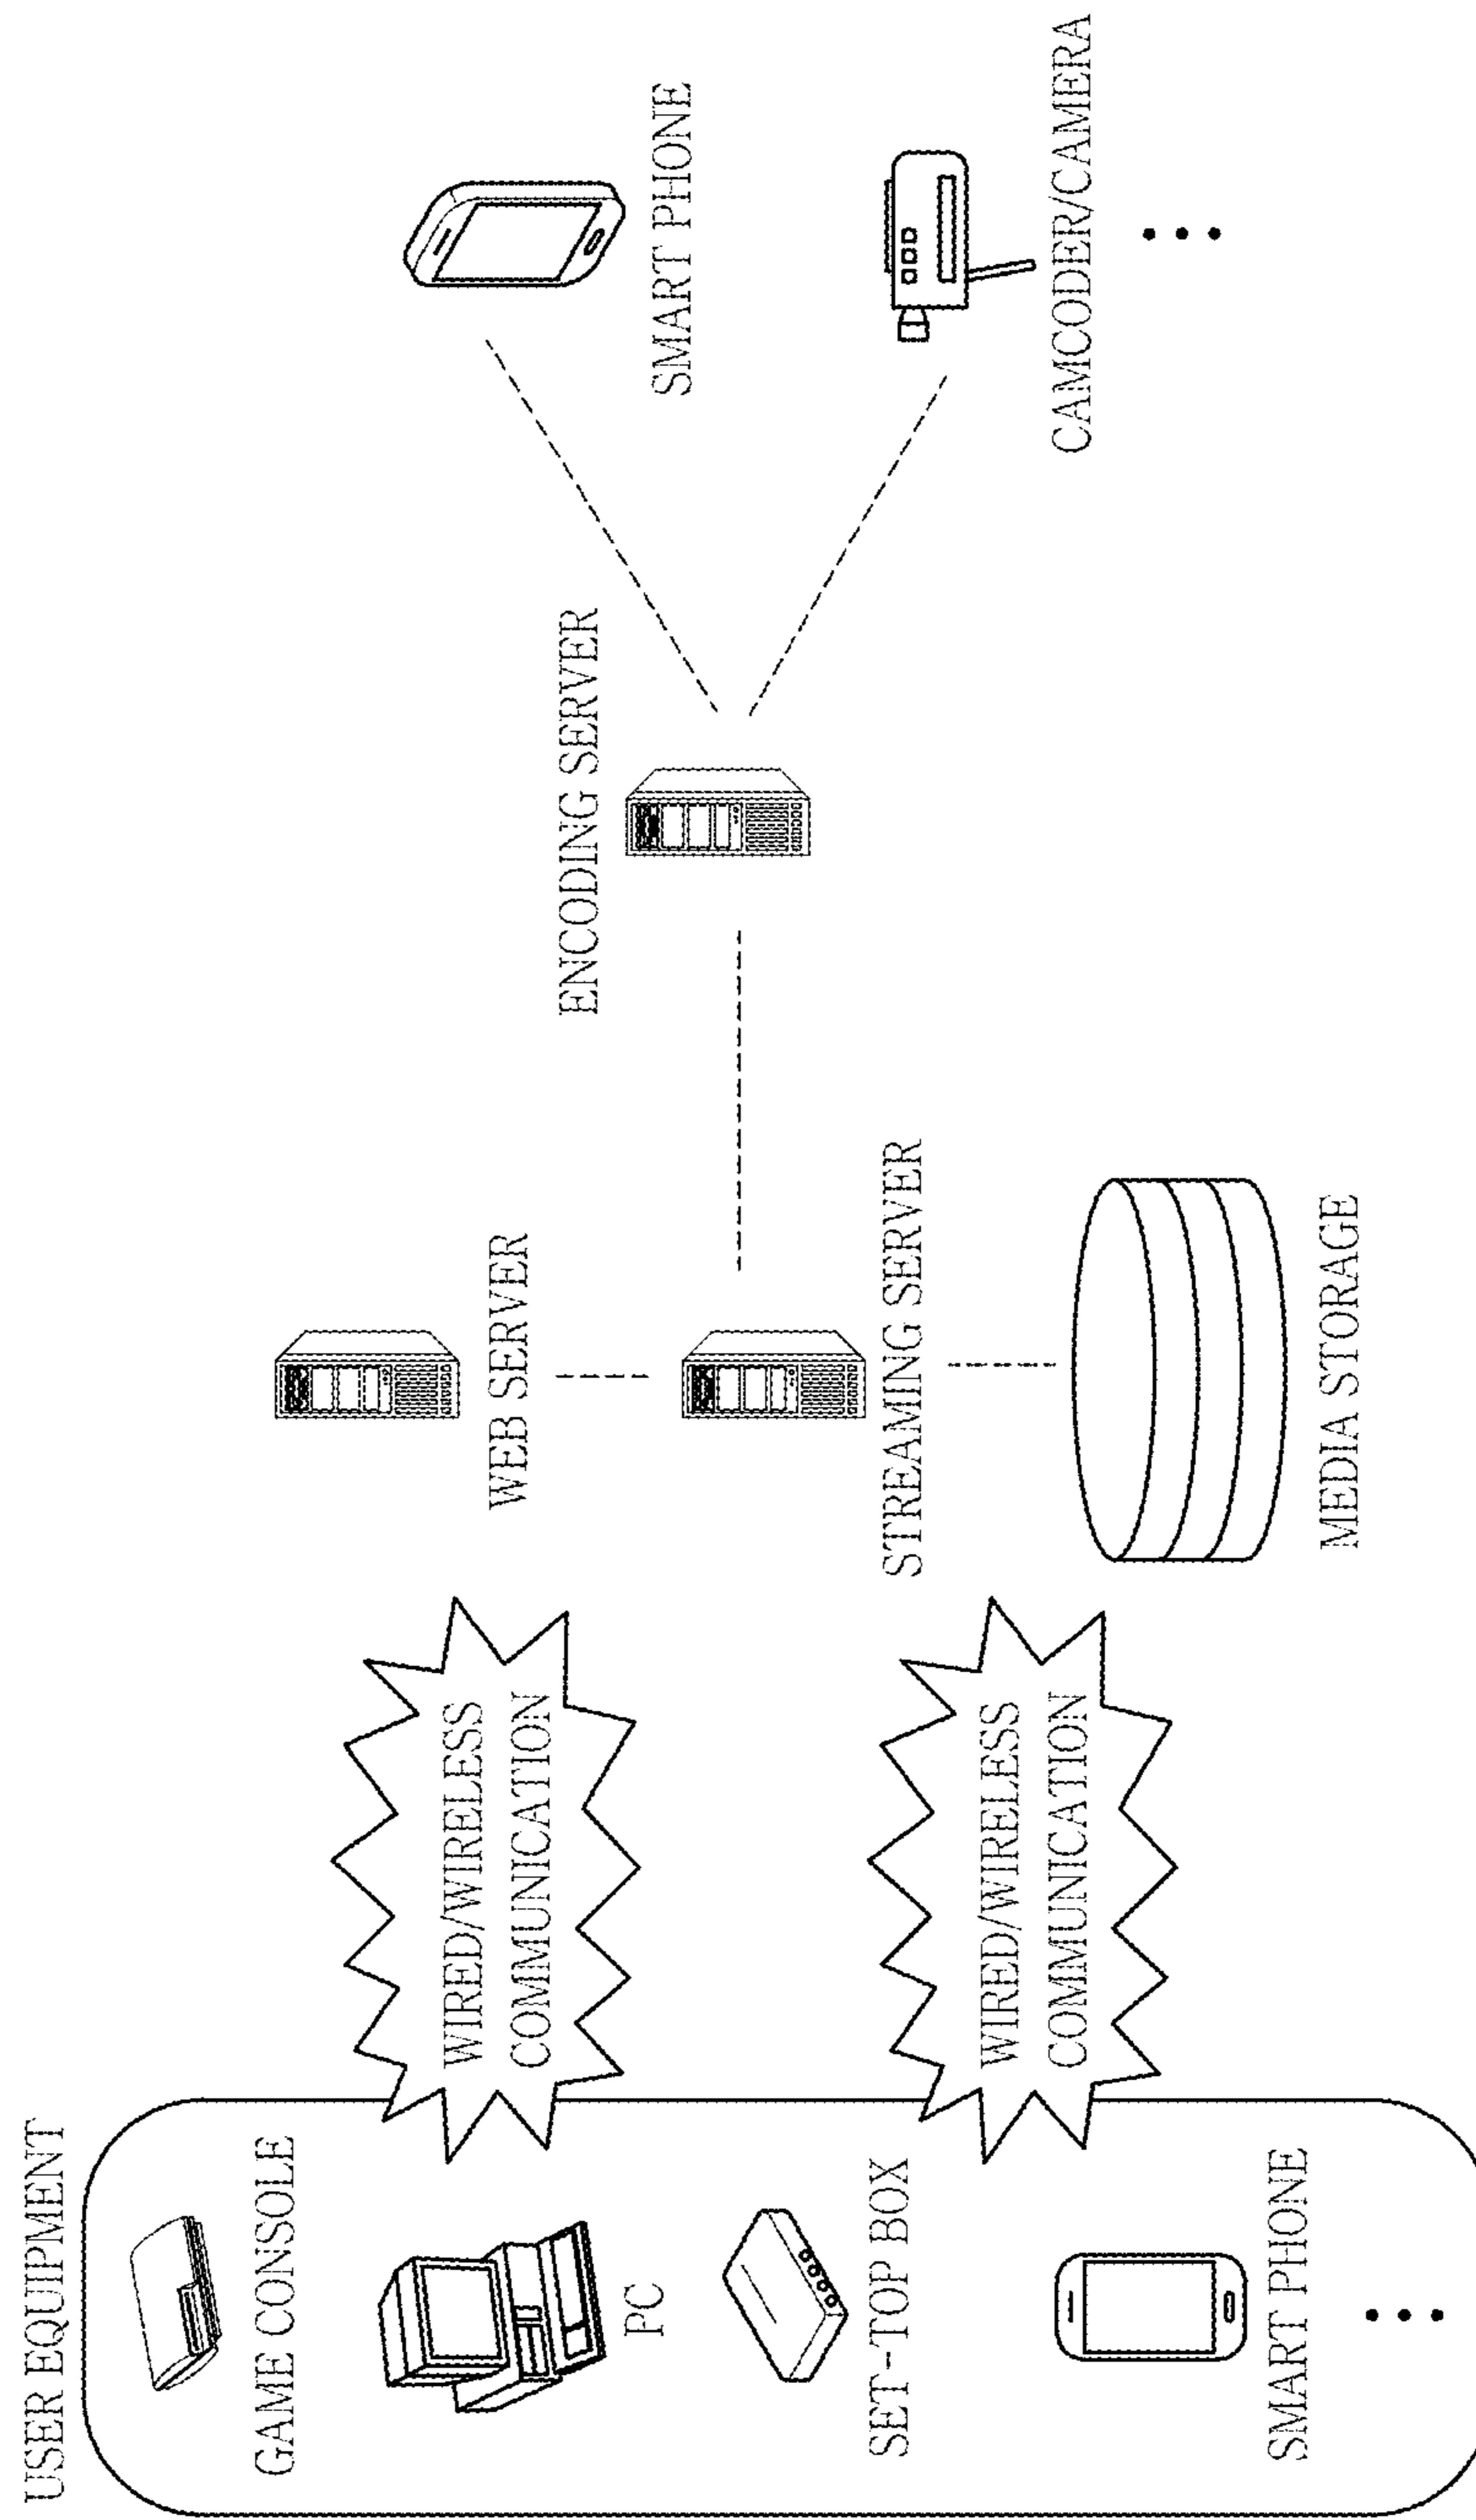 USER EQUIPMENT
GAME CONSOLE
PC
SET-TOP BOX
SMART PHONE
WIRED/WIRELESS
COMMUNICATION
WIRED/WIRELESS
COMMUNICATION
WEB SERVER
STREAMING SERVER
MEDIA STORAGE
ENCODING SERVER
SMART PHONE
CAMCODER/CAMERA